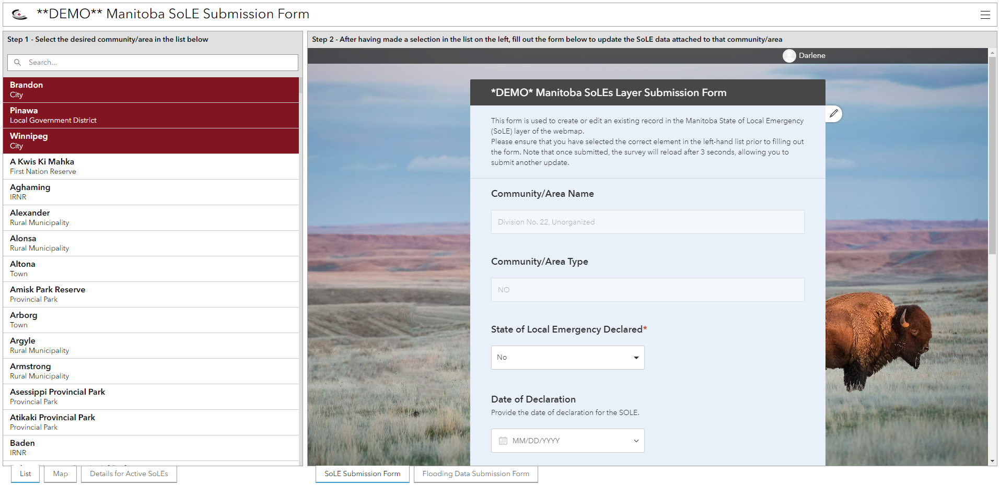 **DEMO** Manitoba SoLE Submission Form
Step 1 - Select the desired community/area in the list below
Search...
Brandon
City
Pinawa
Local Government District
Winnipeg
City
A Kwis Ki Mahka
First Nation Reserve
Aghaming
IRNR
Alexander
Rural Municipality
Alonsa
Rural Municipality
Altona
Town
Amisk Park Reserve
Provincial Park
Arborg
Town
Argyle
Rural Municipality
Armstrong
Rural Municipality
Asessippi Provincial Park
Provincial Park
Atikaki Provincial Park
Provincial Park
Baden
IRNR
List
Map
Details for Active SoLEs
Step 2 - After having made a selection in the list on the left, fill out the form below to update the SoLE data attached to that community/area
Darlene
*DEMO* Manitoba SoLEs Layer Submission Form
This form is used to create or edit an existing record in the Manitoba State of Local Emergency
(SoLE) layer of the webmap.
Please ensure that you have selected the correct element in the left-hand list prior to filling out
the form. Note that once submitted, the survey will reload after 3 seconds, allowing you to
submit another update.
Community/Area Name
Division No. 22, Unorganized
Community/Area Type
NO
State of Local Emergency Declared*
No
Date of Declaration
Provide the date of declaration for the SOLE.
MM/DD/YYYY
SoLE Submission Form
Flooding Data Submission Form